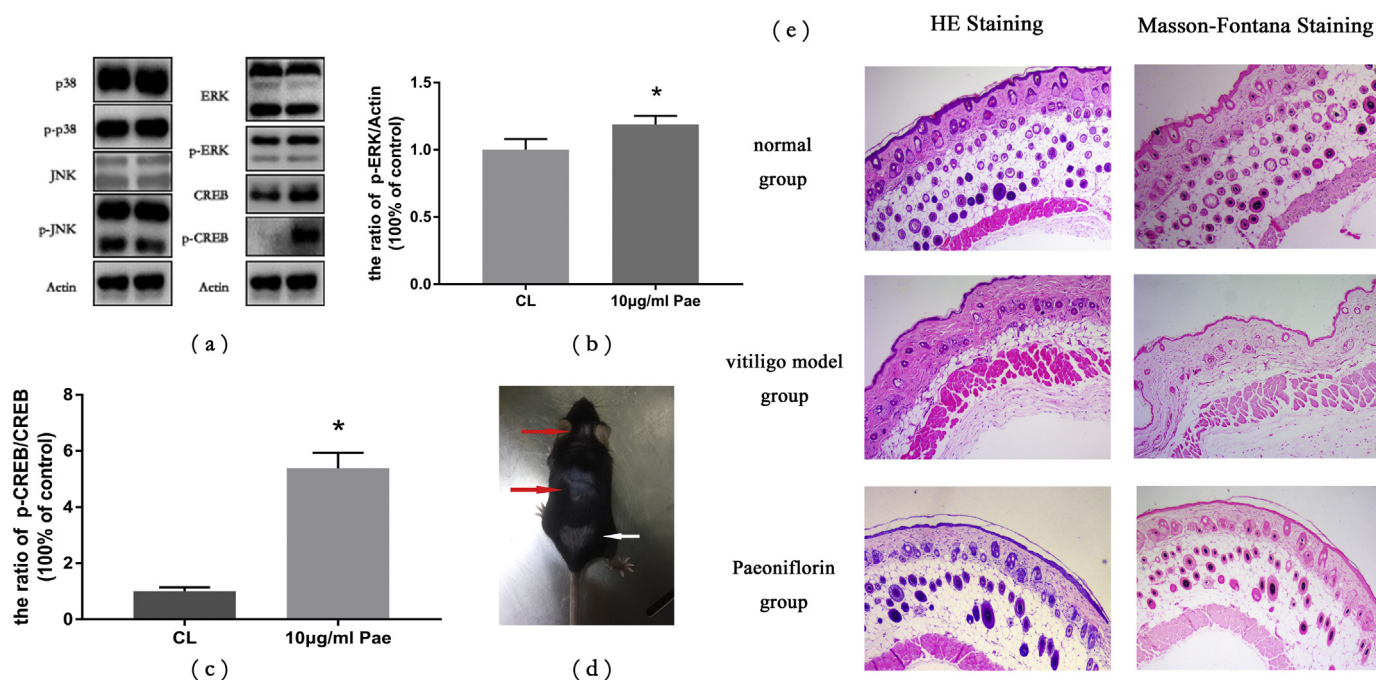 p38
p-p38
JNK
p-JNK
Actin
ERK
p-ERK
CREB
p-CREB
Actin
( a )
the ratio of p-ERK/Actin
(100% of control)
1.5
1.0
0.5
0.0
*
CL
10μg/ml Pae
( b )
the ratio of p-CREB/CREB
(100% of control)
8
6
4
2
0
*
CL
10μg/ml Pae
( c )
( d )
( e )
HE Staining
Masson-Fontana Staining
normal
group
vitiligo model
group
Paeoniflorin
group